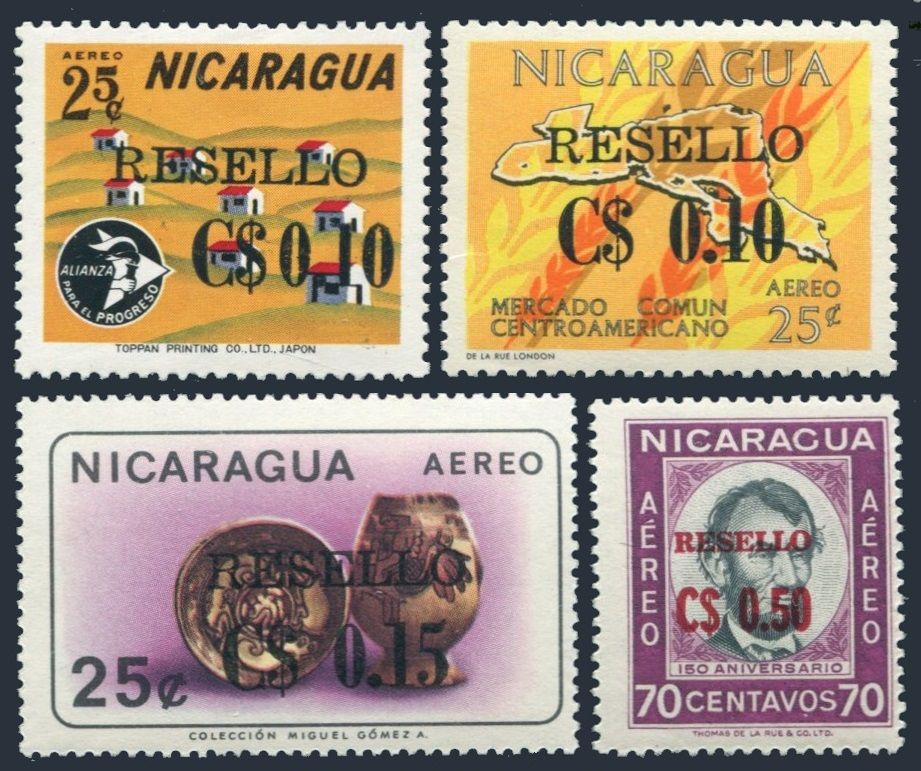 AEREO
25¢
NICARAGUA
RESELLO
C$ 0.10
ALIANZA
PARA EL PROGRESO
TOPPAN PRINTING CO., LTD., JAPON
NICARAGUA
RESELLO
C$ 0.10
MERCADO COMUN
CENTROAMERICANO
AEREO
25¢
DE LA RUE LONDON
NICARAGUA AEREO
RESELLO
C$ 0.15
25¢
COLECCIÓN MIGUEL GÓMEZ A.
NICARAGUA
AÉREO
AÉREO
RESELLO
C$ 0.50
150 ANIVERSARIO
70 CENTAVOS 70
THOMAS DE LA RUE & CO. LTD.